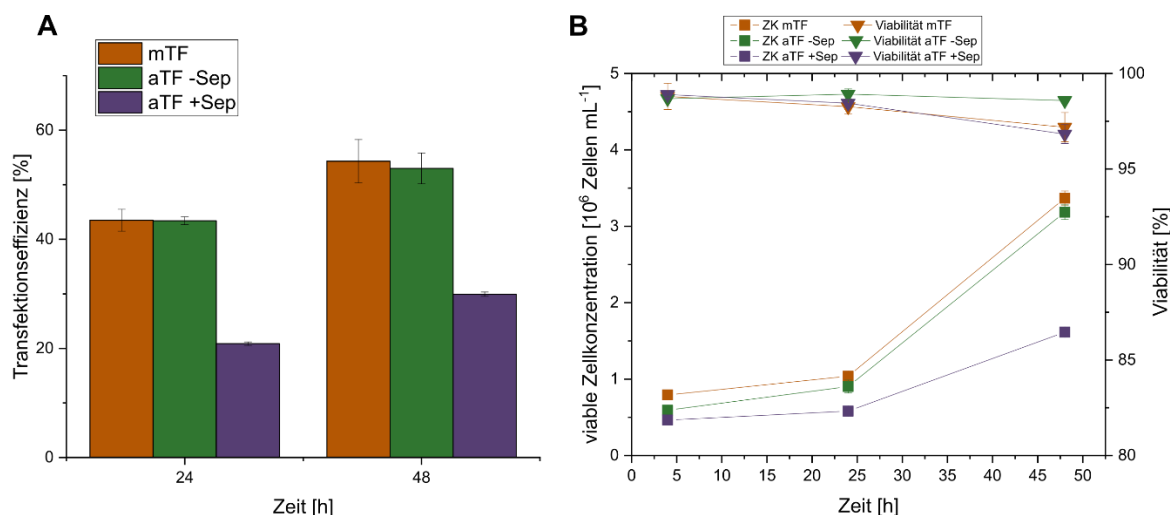 A
mTF
aTF -Sep
aTF +Sep
Transfektionseffizienz [%]
60
40
20
0
24
48
Zeit [h]
B
ZK mTF
ZK aTF -Sep
ZK aTF +Sep
Viabilität mTF
Viabilität aTF -Sep
Viabilität aTF +Sep
viable Zellkonzentration [10⁶ Zellen mL⁻¹]
5
4
3
2
1
0
0 5 10 15 20 25 30 35 40 45 50
Zeit [h]
100
95
90
85
80
Viabilität [%]